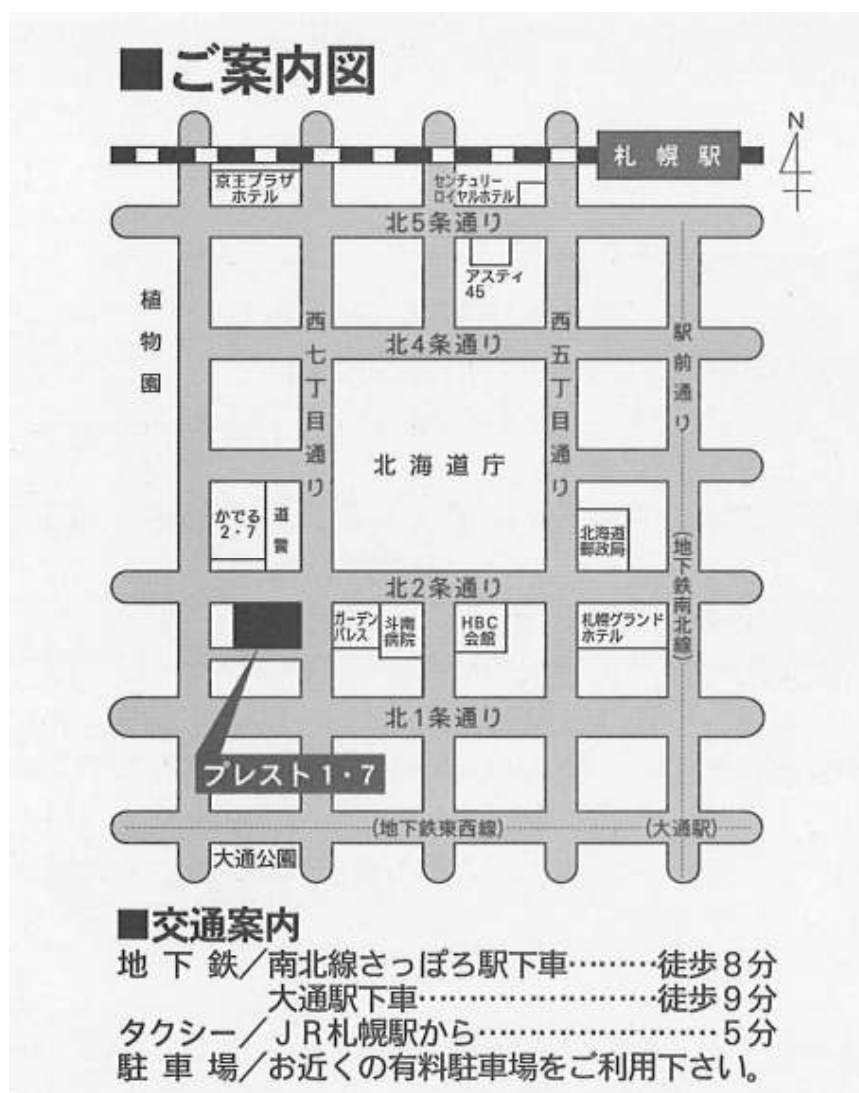 ■ご案内図
N
札幌駅
京王プラザ
ホテル
センチュリー
ロイヤルホテル
北5条通り
アスティ
45
植物園
西七丁目通り
北4条通り
西五丁目通り
駅前通り
北海道庁
かでる
2・7
道警
北海道
郵政局
(地下鉄南北線)
北2条通り
ガーデン
パレス
斗南
病院
HBC
会館
札幌グランド
ホテル
北1条通り
プレスト1・7
(地下鉄東西線)
(大通駅)
大通公園
■交通案内
地下鉄／南北線さっぽろ駅下車………徒歩8分
大通駅下車……………………徒歩9分
タクシー／JR札幌駅から……………………5分
駐車場／お近くの有料駐車場をご利用下さい。